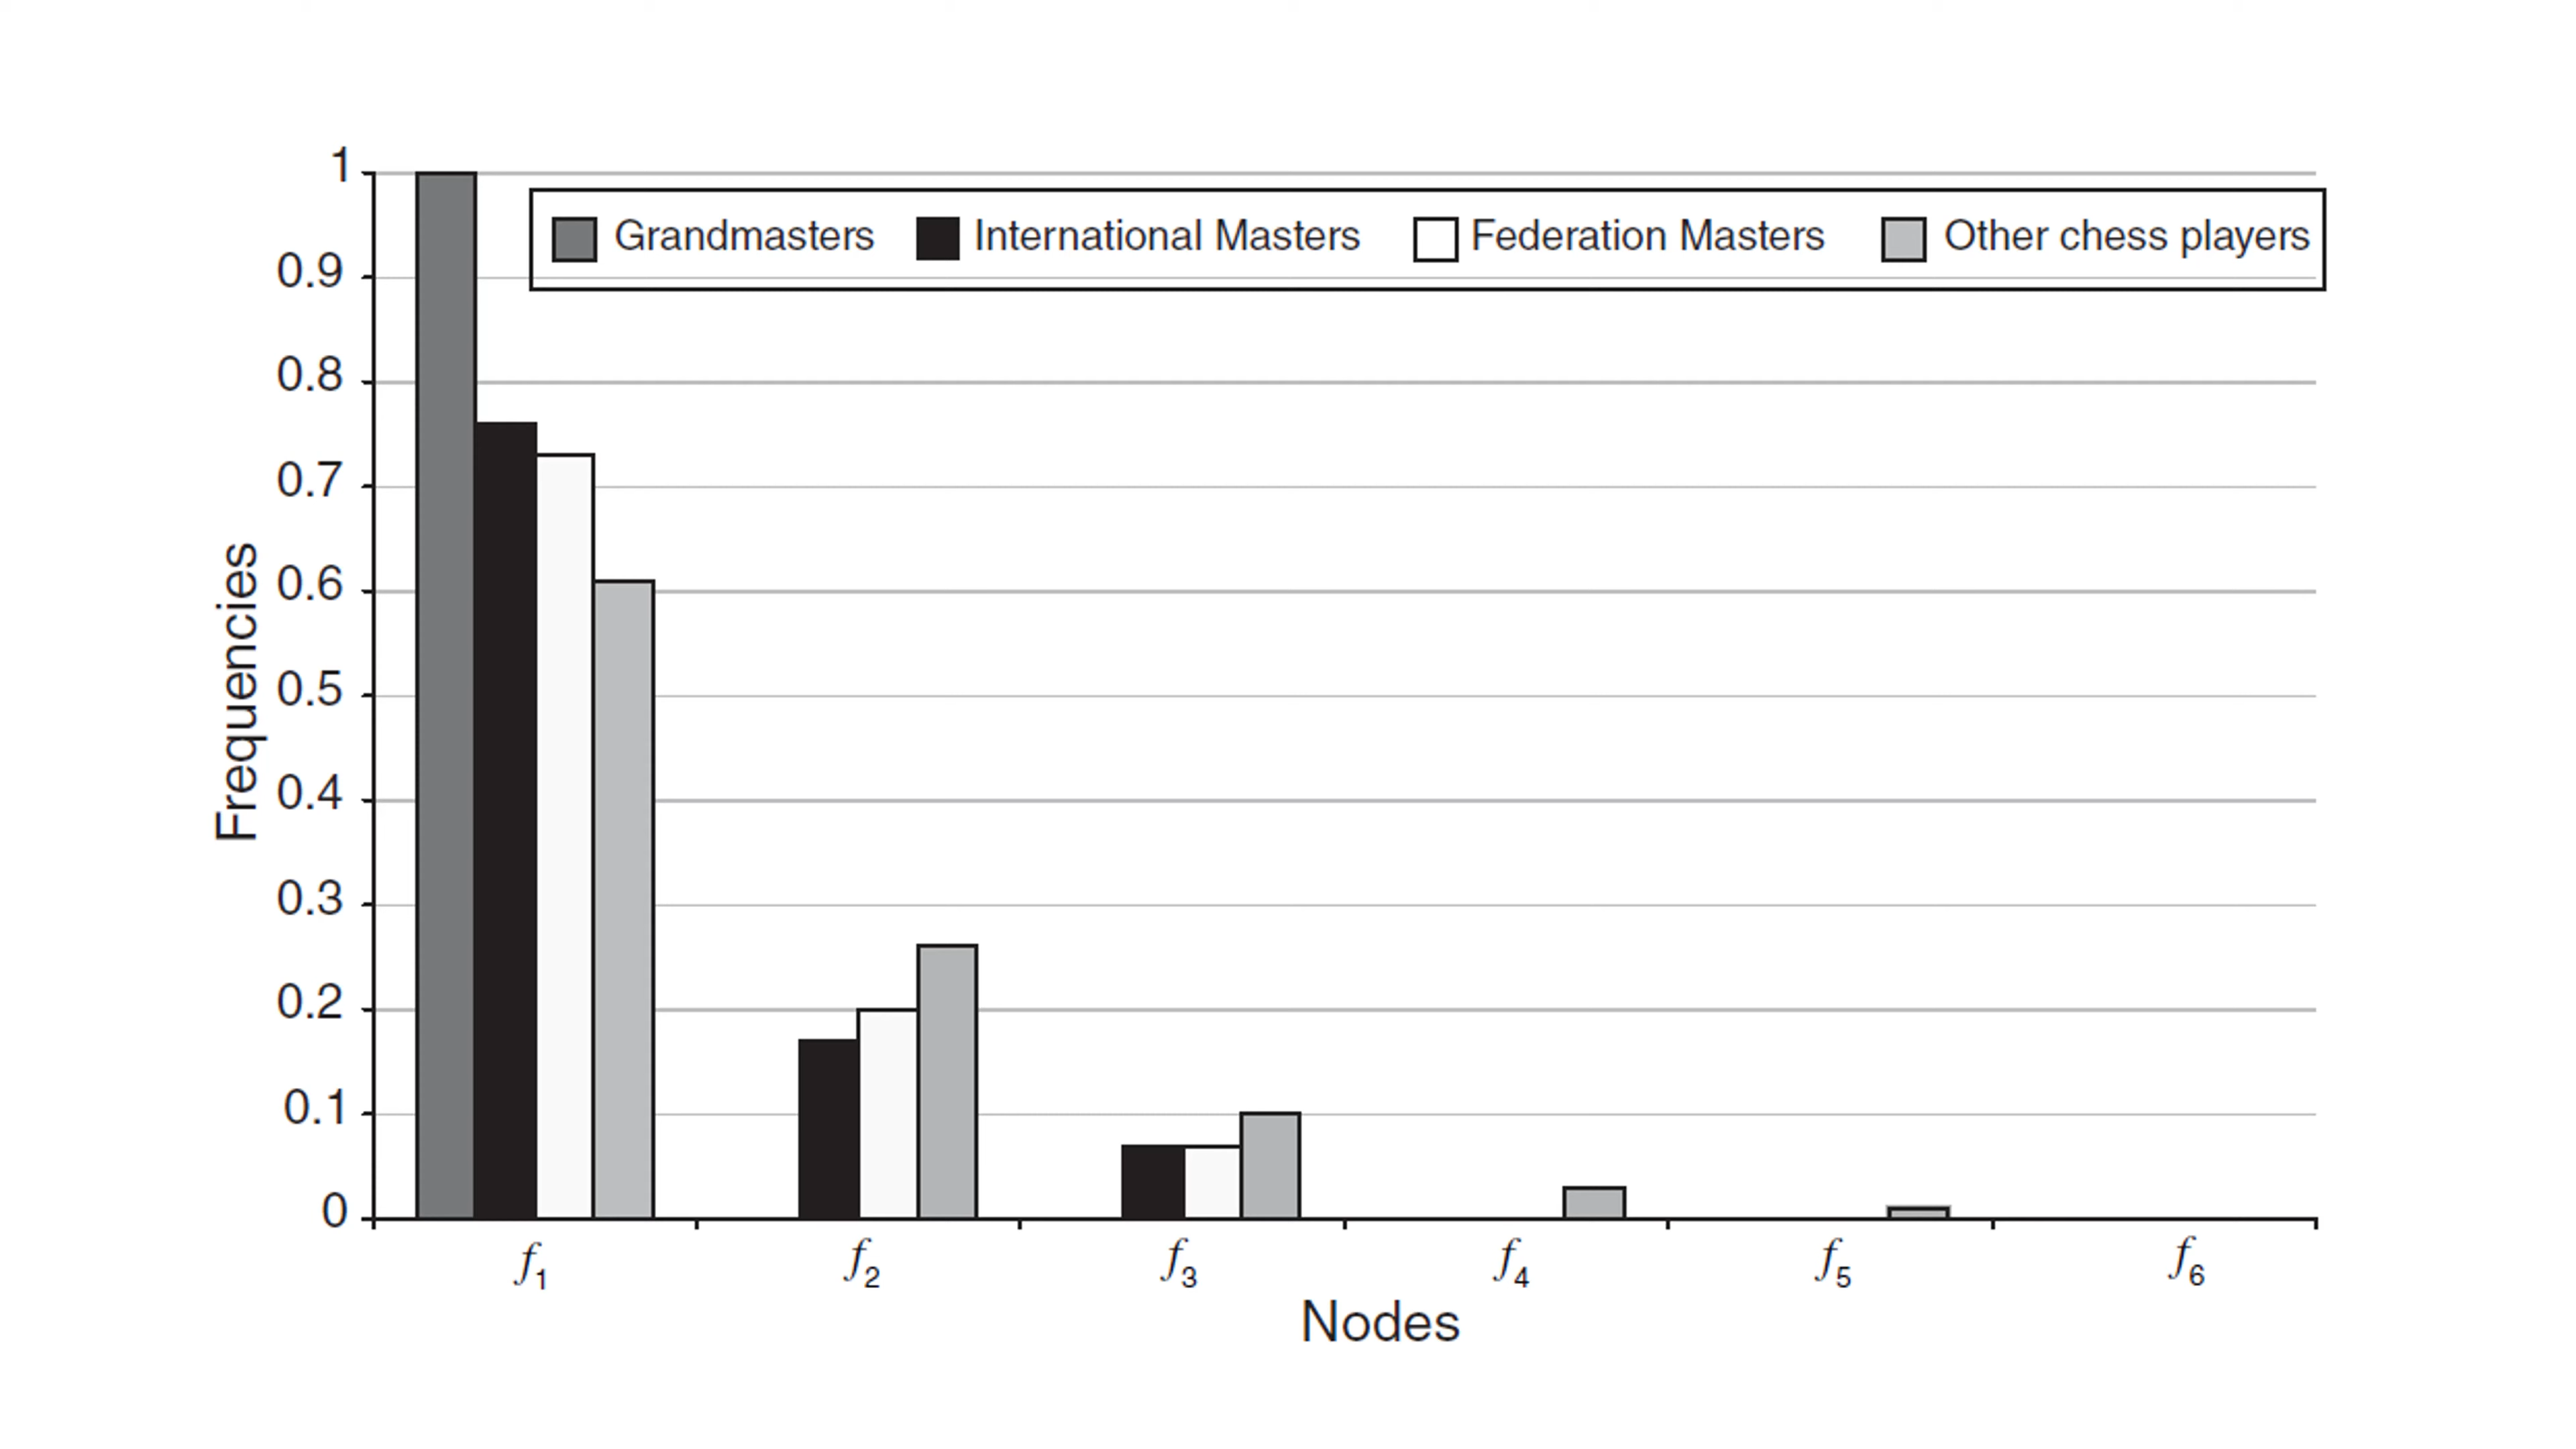 1
Grandmasters International Masters Federation Masters Other chess players
0.9
0.8
0.7
0.6
0.5
0.4
0.3
0.2
0.1
0
Frequencies
f1 f2 f3 f4 f5 f6
Nodes